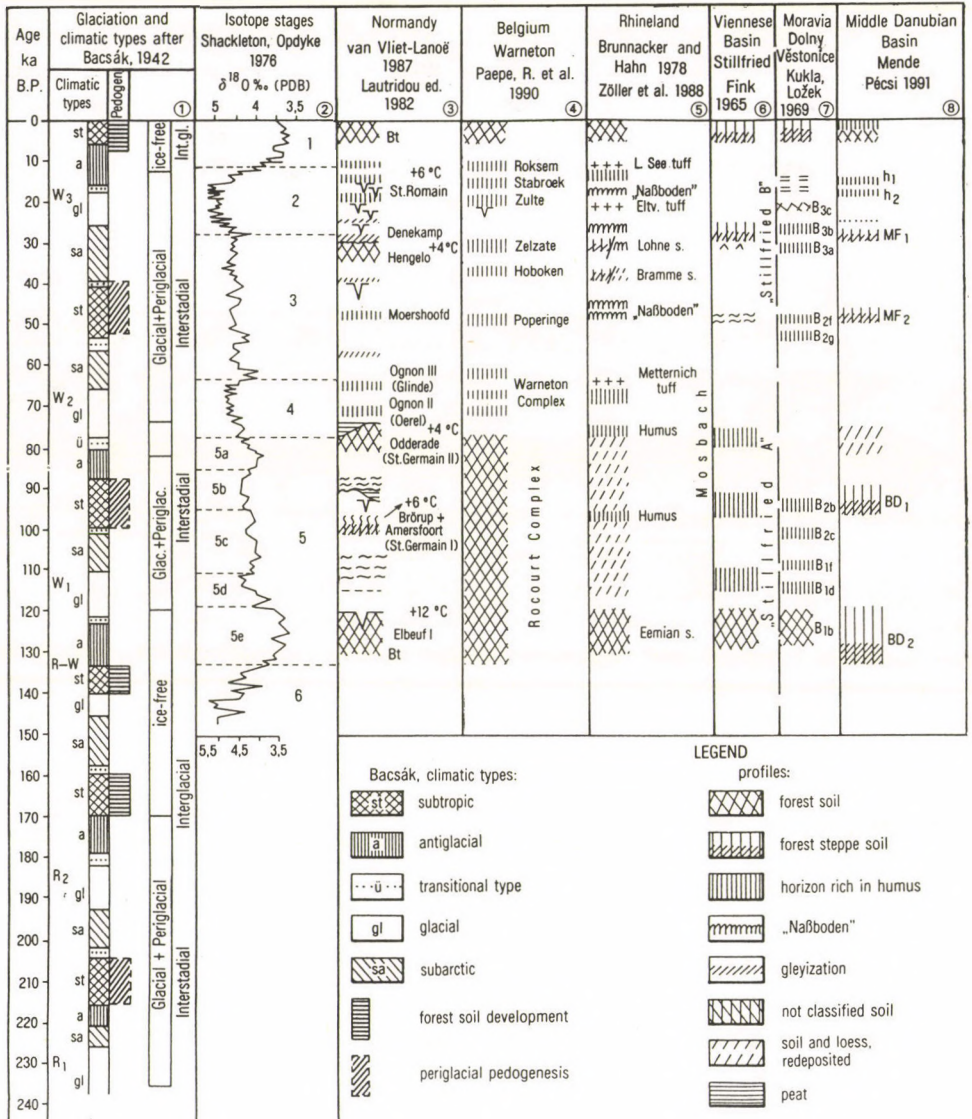 Age
ka
B.P.
Glaciation and
climatic types after
Bacsák, 1942
Climatic
types
Pedogen
①
Isotope stages
Shackleton, Opdyke
1976
δ¹⁸O ‰ (PDB)
5 4 3,5
②
Normandy
van Vliet-Lanoë
1987
Lautridou ed.
1982
③
Belgium
Warneton
Paepe, R. et al.
1990
④
Rhineland
Brunnacker and
Hahn 1978
Zöller et al. 1988
⑤
Viennese
Basin
Stillfried
Fink
1965
⑥
Moravia
Dolny
Věstonice
Kukla,
Ložek
1969
⑦
Middle Danubian
Basin
Mende
Pécsi 1991
⑧
0
10
20
30
40
50
60
70
80
90
100
110
120
130
140
150
160
170
180
190
200
210
220
230
240
st
a
W3
gl
sa
st
sa
W2
gl
ü
a
st
sa
W1
gl
a
R–W
st
gl
sa
st
a
R2
gl
sa
st
a
sa
R1
gl
ice-free
Glacial+Periglacial
Glac.+Periglac.
ice-free
Glacial + Periglacial
Int.gl.
Interstadial
Interstadial
Interglacial
Interstadial
1
2
3
4
5a
5b
5c
5
5d
5e
6
5,5 4,5 3,5
Bt
+6 °C
St.Romain
Denekamp
+4 °C
Hengelo
Moershoofd
Ognon III
(Glinde)
Ognon II
(Oerel)
+4 °C
Odderade
(St.Germain II)
+6 °C
Brörup +
Amersfoort
(St.Germain I)
+12 °C
Elbeuf I
Bt
Roksem
Stabroek
Zulte
Zelzate
Hoboken
Poperinge
Warneton
Complex
Rocourt Complex
L. See tuff
„Naßboden"
Eltv. tuff
Lohne s.
Bramme s.
„Naßboden"
Metternich
tuff
Humus
Humus
Eemian s.
Mosbach
„Stillfried B"
„Stillfried A"
B3c
B3b
B3a
B2f
B2g
B2b
B2c
B1f
B1d
B1b
h1
h2
MF1
MF2
BD1
BD2
LEGEND
Bacsák, climatic types:
st subtropic
a antiglacial
ü transitional type
gl glacial
sa subarctic
forest soil development
periglacial pedogenesis
profiles:
forest soil
forest steppe soil
horizon rich in humus
„Naßboden"
gleyization
not classified soil
soil and loess,
redeposited
peat